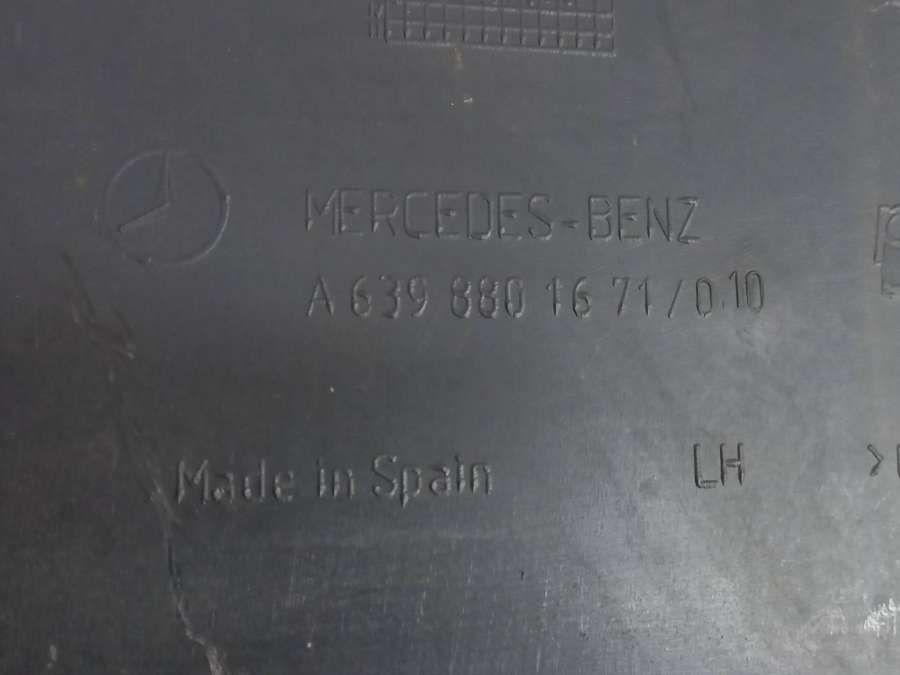 MERCEDES-BENZ
A 639 880 16 71/0.10
Made in Spain
LH